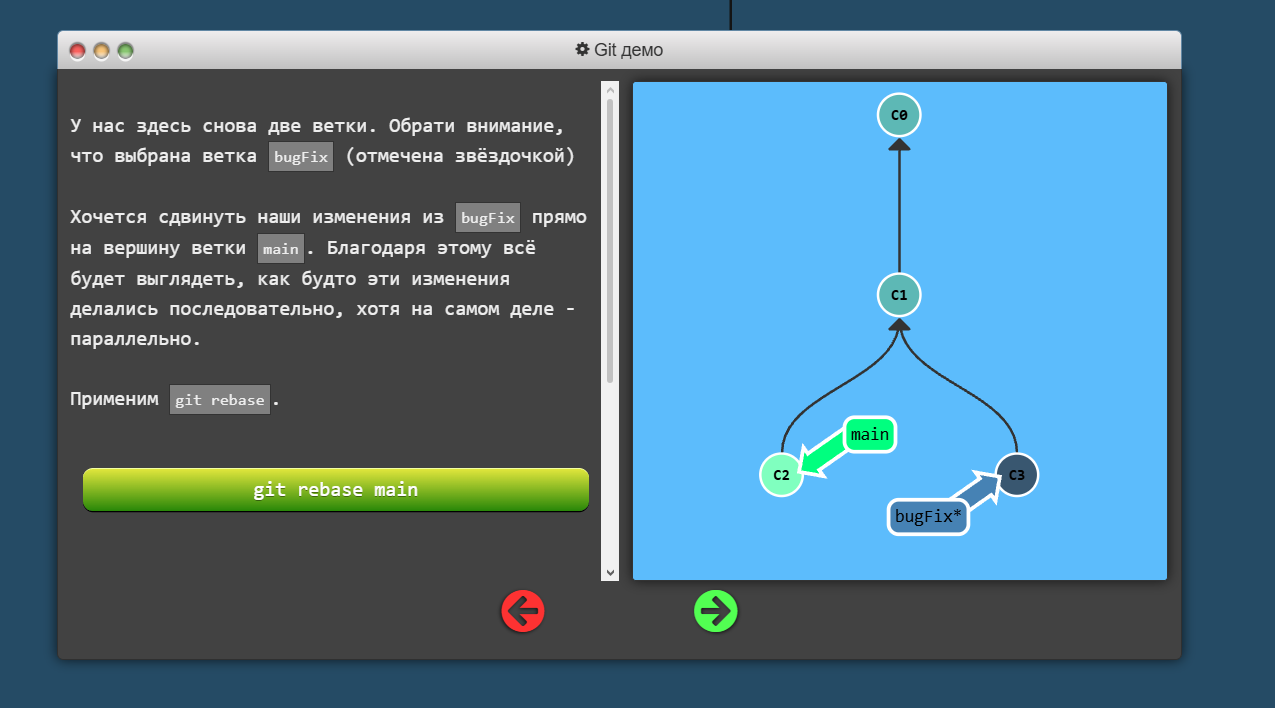 Git демо
У нас здесь снова две ветки. Обрати внимание,
что выбрана ветка bugFix (отмечена звёздочкой)
Хочется сдвинуть наши изменения из bugFix прямо
на вершину ветки main. Благодаря этому всё
будет выглядеть, как будто эти изменения
делались последовательно, хотя на самом деле -
параллельно.
Применим git rebase.
git rebase main
C0
C1
main
C2
C3
bugFix*